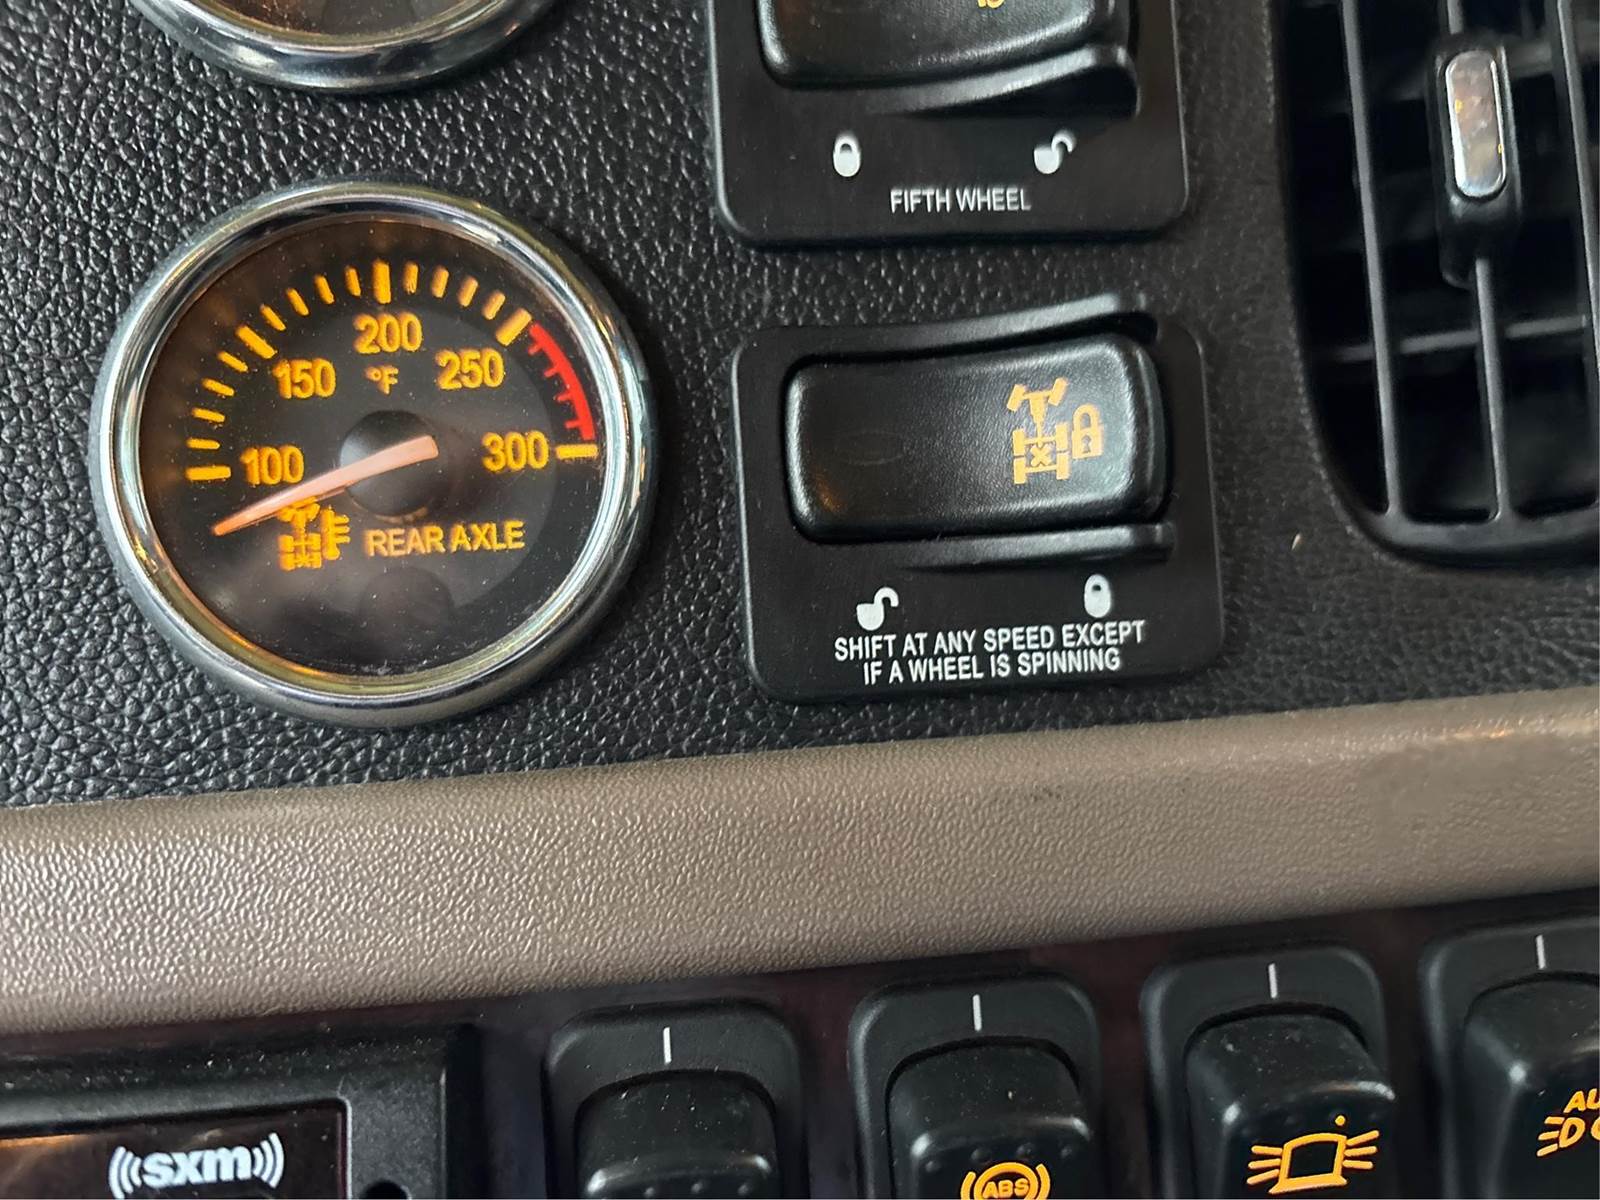 FIFTH WHEEL
200
150 °F 250
100 300
REAR AXLE
SHIFT AT ANY SPEED EXCEPT
IF A WHEEL IS SPINNING
((( sxm )))
ABS